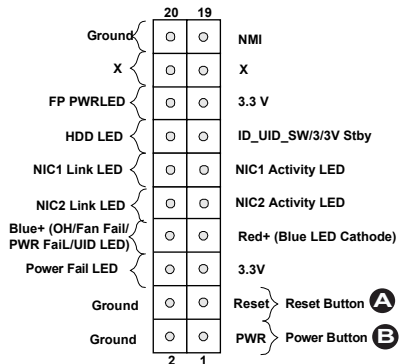 20 19
Ground NMI
X X
FP PWRLED 3.3 V
HDD LED ID_UID_SW/3/3V Stby
NIC1 Link LED NIC1 Activity LED
NIC2 Link LED NIC2 Activity LED
Blue+ (OH/Fan Fail/
PWR FaiL/UID LED) Red+ (Blue LED Cathode)
Power Fail LED 3.3V
Ground Reset Reset Button A
Ground PWR Power Button B
2 1